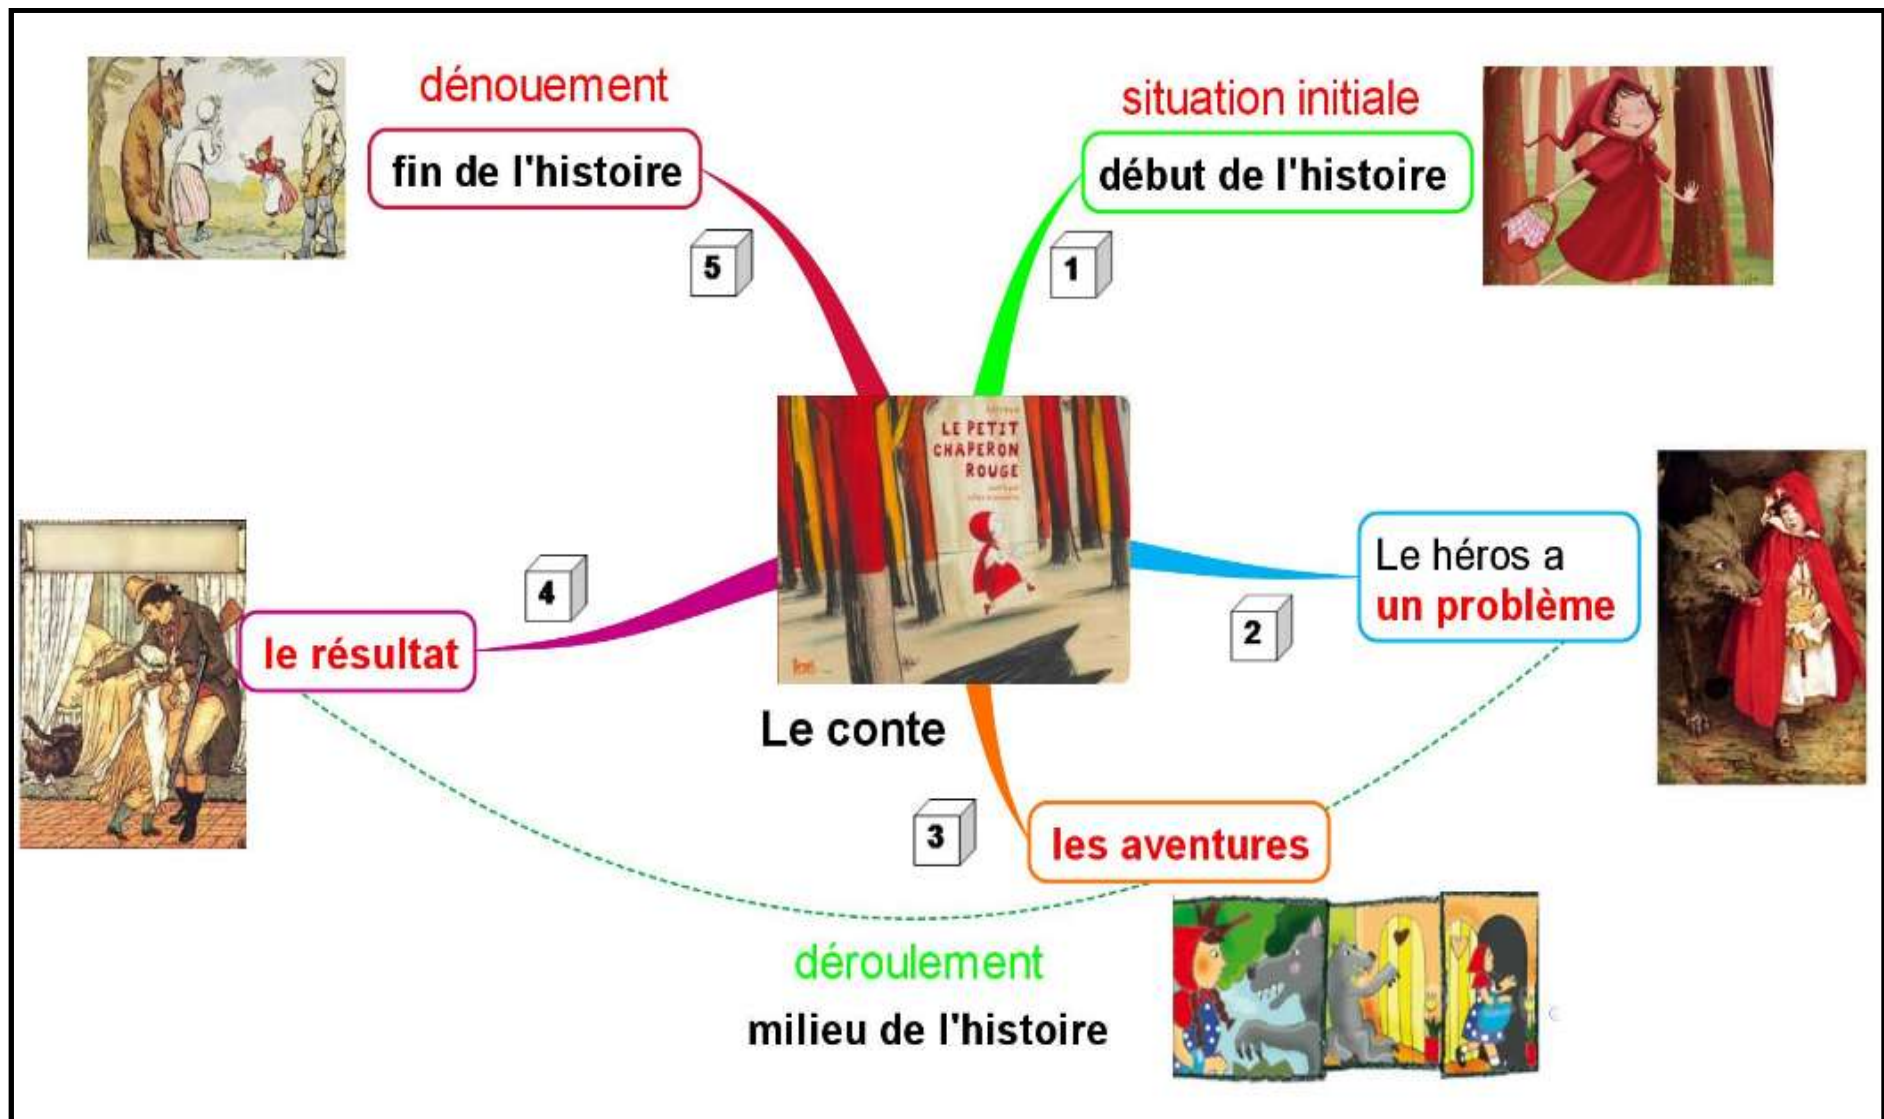 dénouement
fin de l'histoire
5
situation initiale
début de l'histoire
1
LE PETIT
CHAPERON
ROUGE
Le héros a
un problème
2
4
le résultat
Le conte
3
les aventures
déroulement
milieu de l'histoire